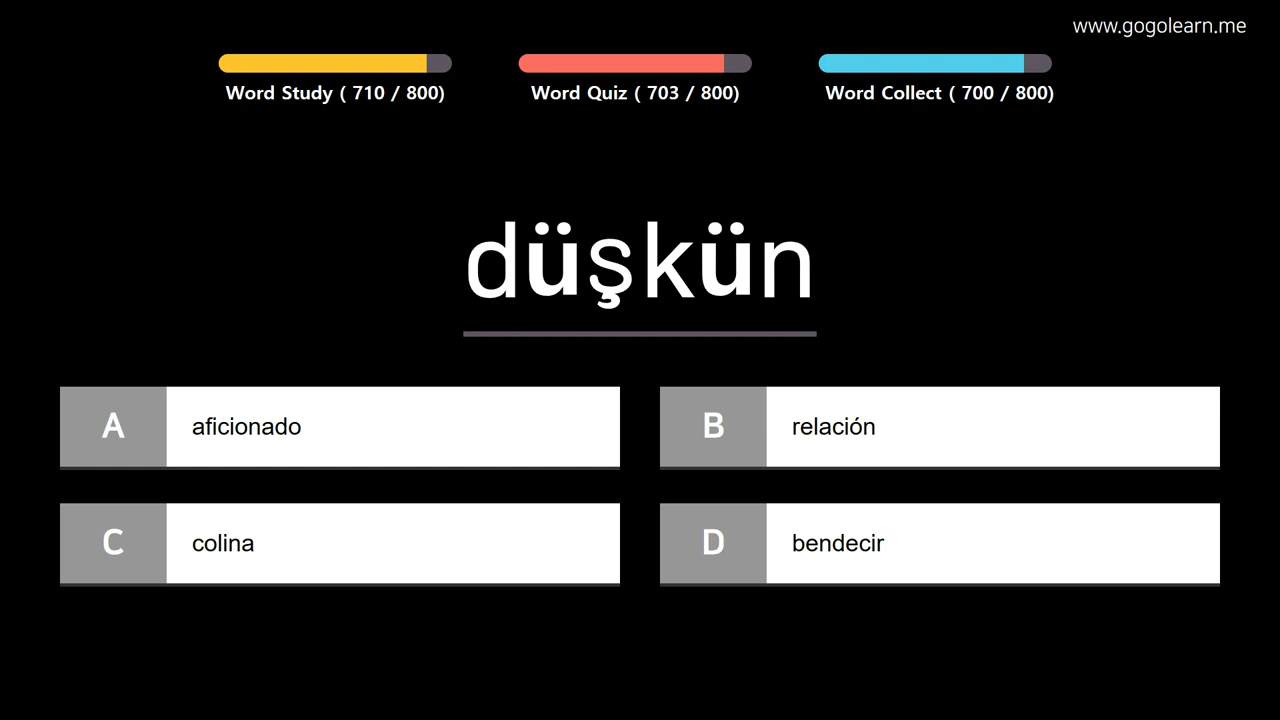 www.gogolearn.me
Word Study ( 710 / 800)
Word Quiz ( 703 / 800)
Word Collect ( 700 / 800)
düşkün
A aficionado
B relación
C colina
D bendecir